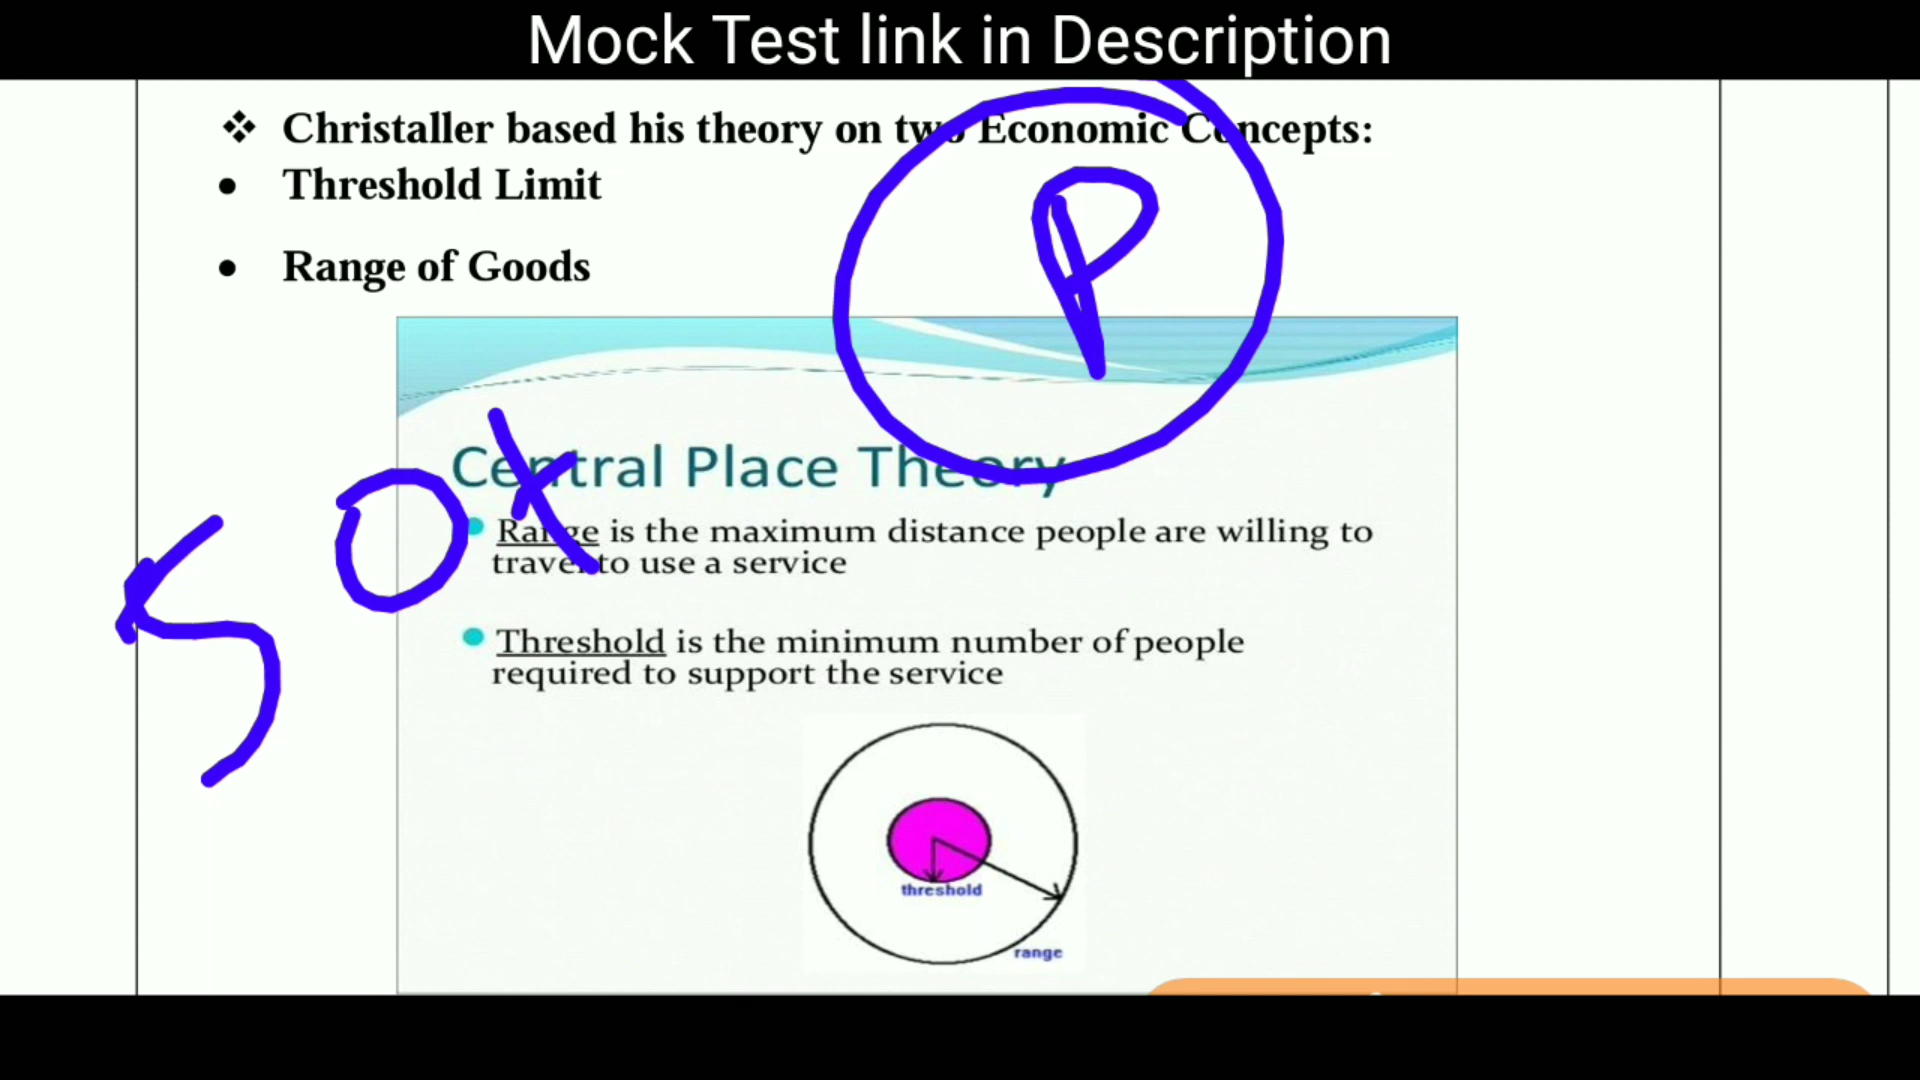 Mock Test link in Description
❖ Christaller based his theory on two Economic Concepts:
• Threshold Limit
• Range of Goods
P
50
Central Place Theory
• Range is the maximum distance people are willing to
travel to use a service
• Threshold is the minimum number of people
required to support the service
threshold
range